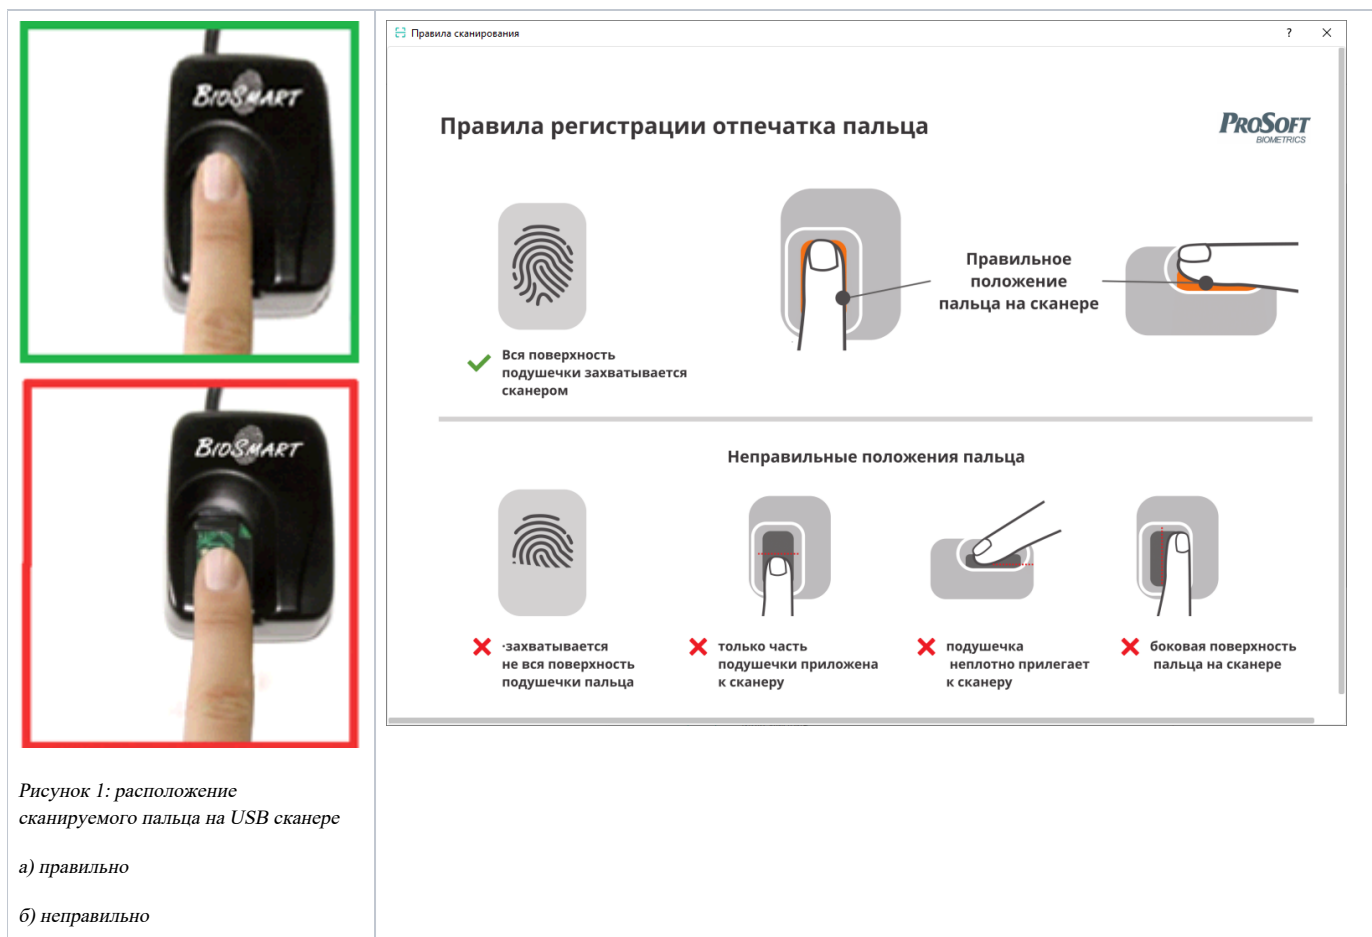 BIOSMART
BIOSMART
Рисунок 1: расположение
сканируемого пальца на USB сканере
а) правильно
б) неправильно
Правила сканирования
?
Правила регистрации отпечатка пальца
PROSOFT
BIOMETRICS
Вся поверхность
подушечки захватывается
сканером
Правильное
положение
пальца на сканере
Неправильные положения пальца
·захватывается
не вся поверхность
подушечки пальца
только часть
подушечки приложена
к сканеру
подушечка
неплотно прилегает
к сканеру
боковая поверхность
пальца на сканере